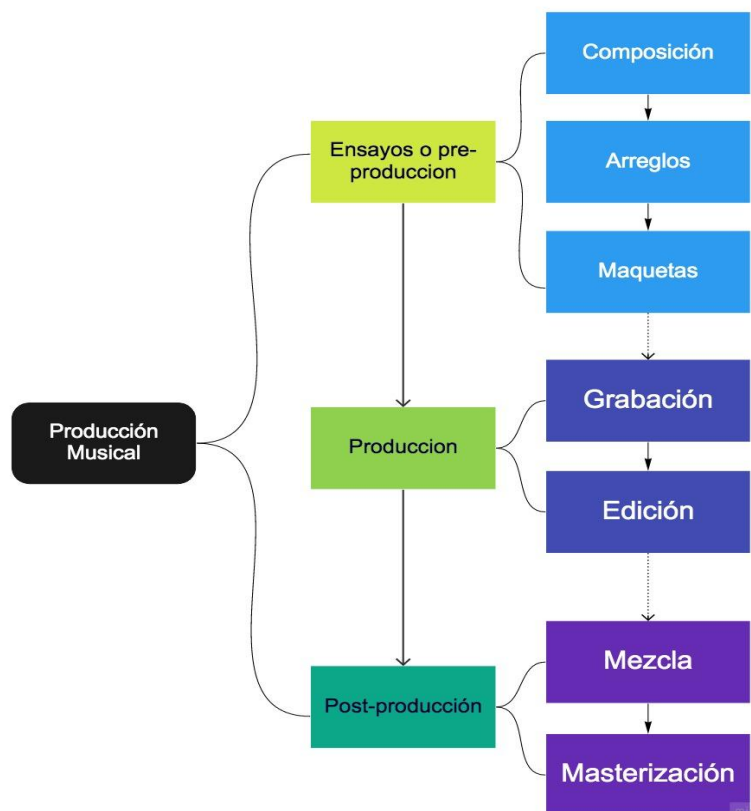 Composición
Ensayos o pre-
produccion
Arreglos
Maquetas
Grabación
Producción
Musical
Produccion
Edición
Mezcla
Post-producción
Masterización